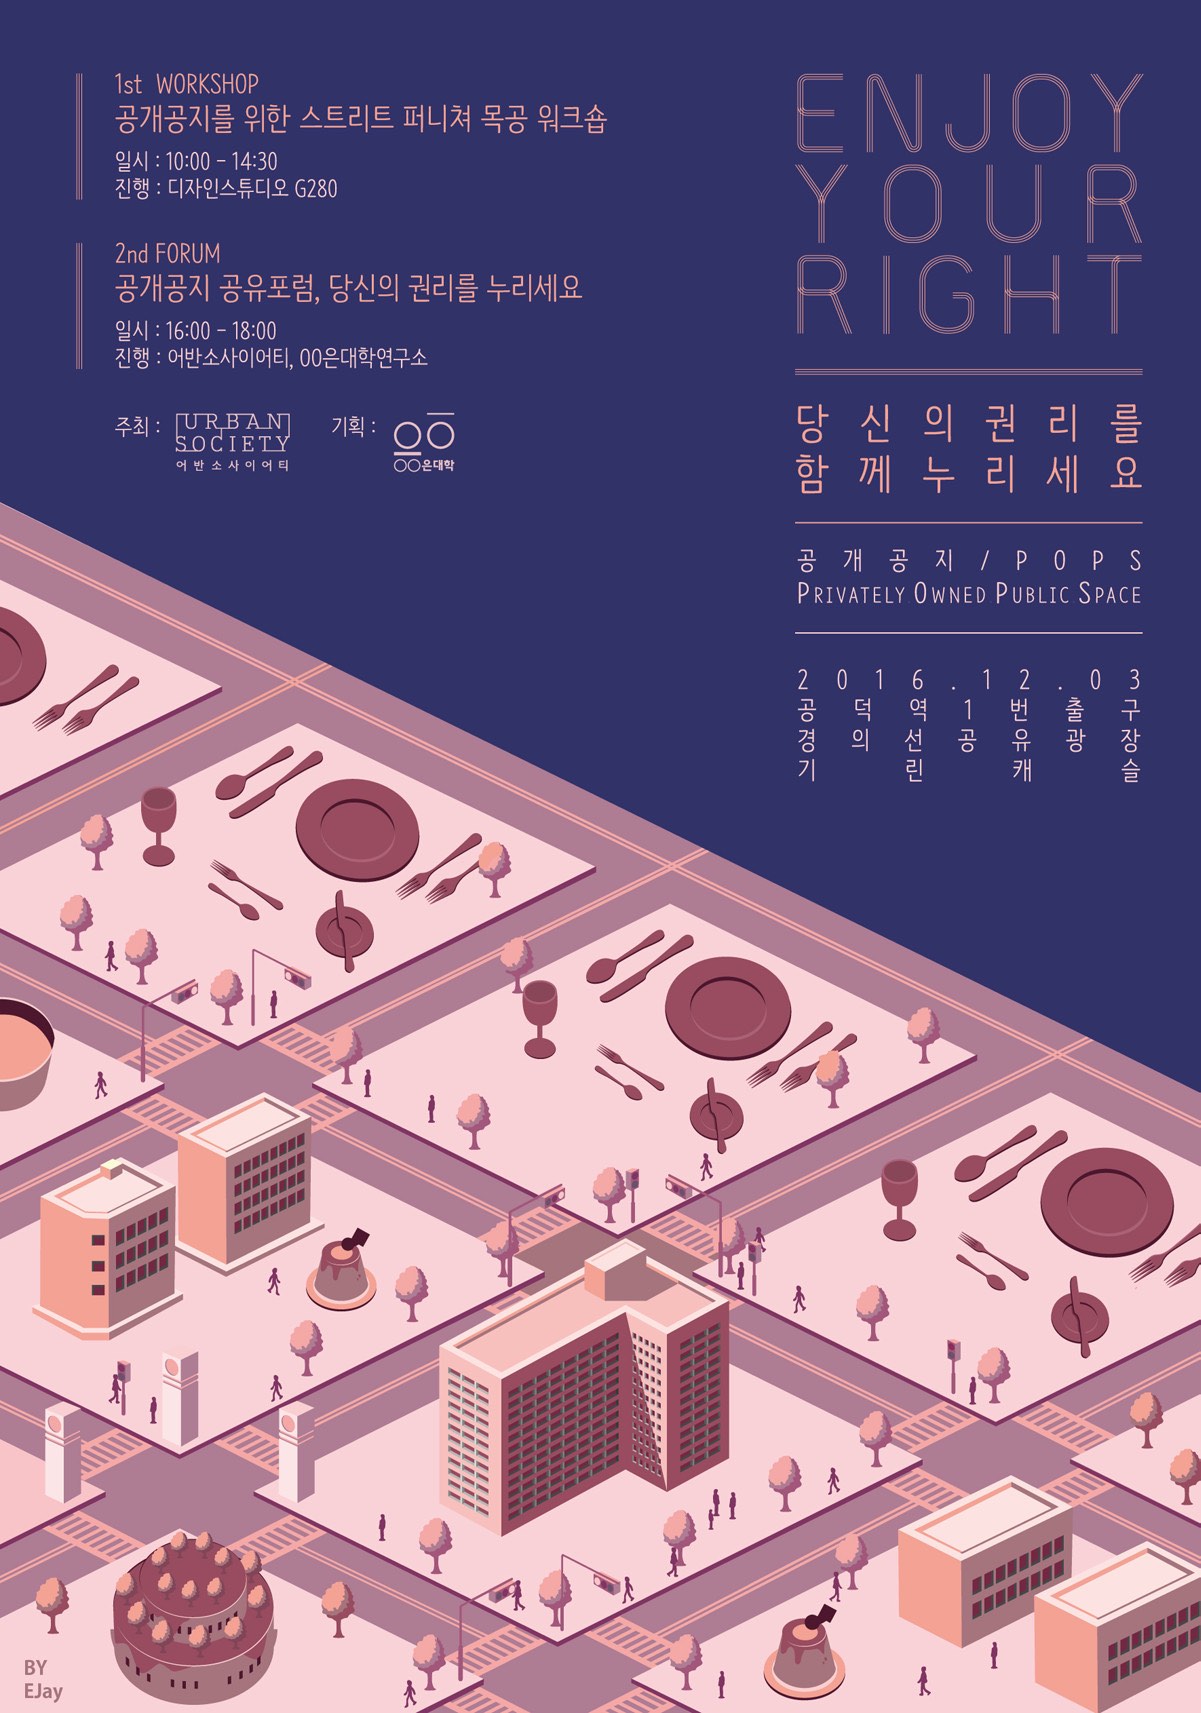 1st WORKSHOP
공개공지를 위한 스트리트 퍼니쳐 목공 워크숍
일시 : 10:00 - 14:30
진행 : 디자인스튜디오 G280
2nd FORUM
공개공지 공유포럼, 당신의 권리를 누리세요
일시 : 16:00 - 18:00
진행 : 어반소사이어티, OO은대학연구소
주최 :
URBAN
SOCIETY
어반소사이어티
기획 :
OO은대학
ENJOY
YOUR
RIGHT
당신의권리를
함께누리세요
공개공지/POPS
PRIVATELY OWNED PUBLIC SPACE
2016.12.03
공덕역1번출구
경의선공유광장
기린캐슬
BY
EJay